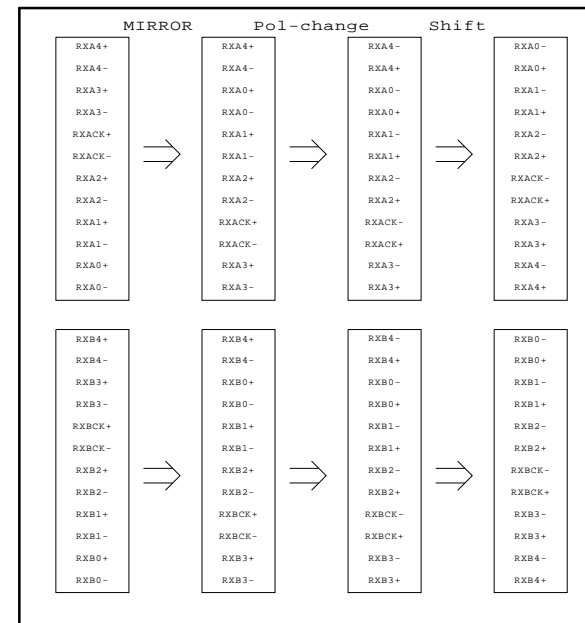 MIRROR Pol-change Shift
RXA4+ RXA4+ RXA4- RXA0-
RXA4- RXA4- RXA4+ RXA0+
RXA3+ RXA0+ RXA0- RXA1-
RXA3- RXA0- RXA0+ RXA1+
RXACK+ RXA1+ RXA1- RXA2-
RXACK- RXA1- RXA1+ RXA2+
RXA2+ RXA2+ RXA2- RXACK-
RXA2- RXA2- RXA2+ RXACK+
RXA1+ RXACK+ RXACK- RXA3-
RXA1- RXACK- RXACK+ RXA3+
RXA0+ RXA3+ RXA3- RXA4-
RXA0- RXA3- RXA3+ RXA4+
RXB4+ RXB4+ RXB4- RXB0-
RXB4- RXB4- RXB4+ RXB0+
RXB3+ RXB0+ RXB0- RXB1-
RXB3- RXB0- RXB0+ RXB1+
RXBCK+ RXB1+ RXB1- RXB2-
RXBCK- RXB1- RXB1+ RXB2+
RXB2+ RXB2+ RXB2- RXBCK-
RXB2- RXB2- RXB2+ RXBCK+
RXB1+ RXBCK+ RXBCK- RXB3-
RXB1- RXBCK- RXBCK+ RXB3+
RXB0+ RXB3+ RXB3- RXB4-
RXB0- RXB3- RXB3+ RXB4+